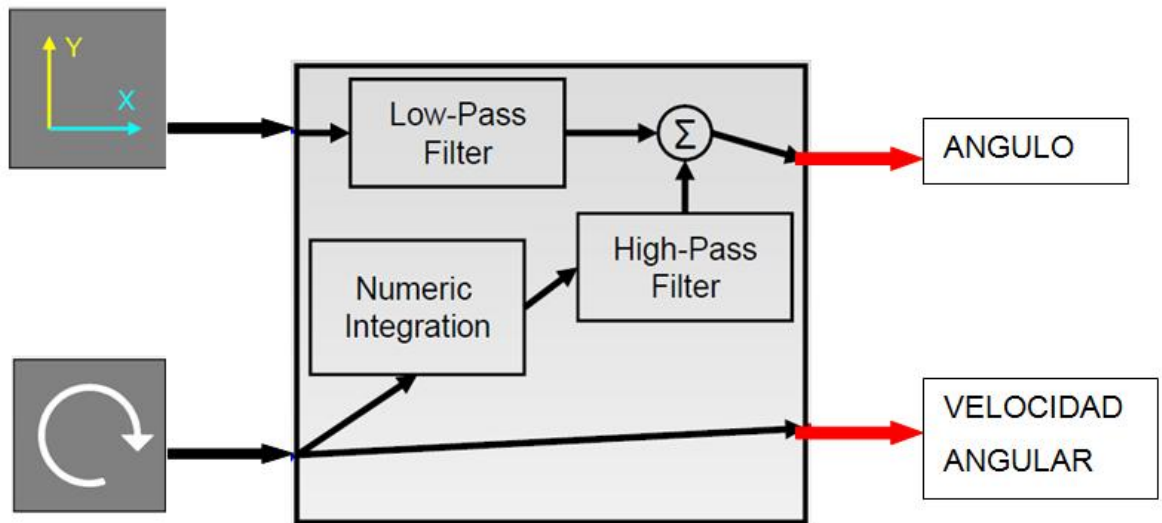 Y
X
Low-Pass
Filter
Σ
ANGULO
High-Pass
Filter
Numeric
Integration
VELOCIDAD
ANGULAR